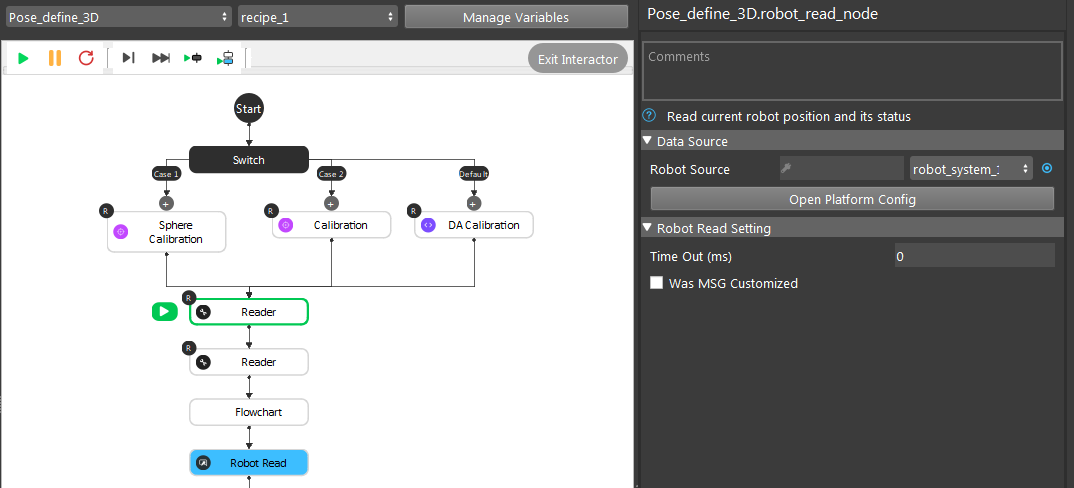 Pose_define_3D
recipe_1
Manage Variables
Pose_define_3D.robot_read_node
Exit Interactor
Comments
Read current robot position and its status
Data Source
Robot Source
robot_system_1
Open Platform Config
Robot Read Setting
Time Out (ms)
0
Was MSG Customized
Start
Switch
Case 1
Case 2
Default
+
+
+
R
Sphere
Calibration
R
Calibration
R
DA Calibration
R
Reader
R
Reader
Flowchart
Robot Read